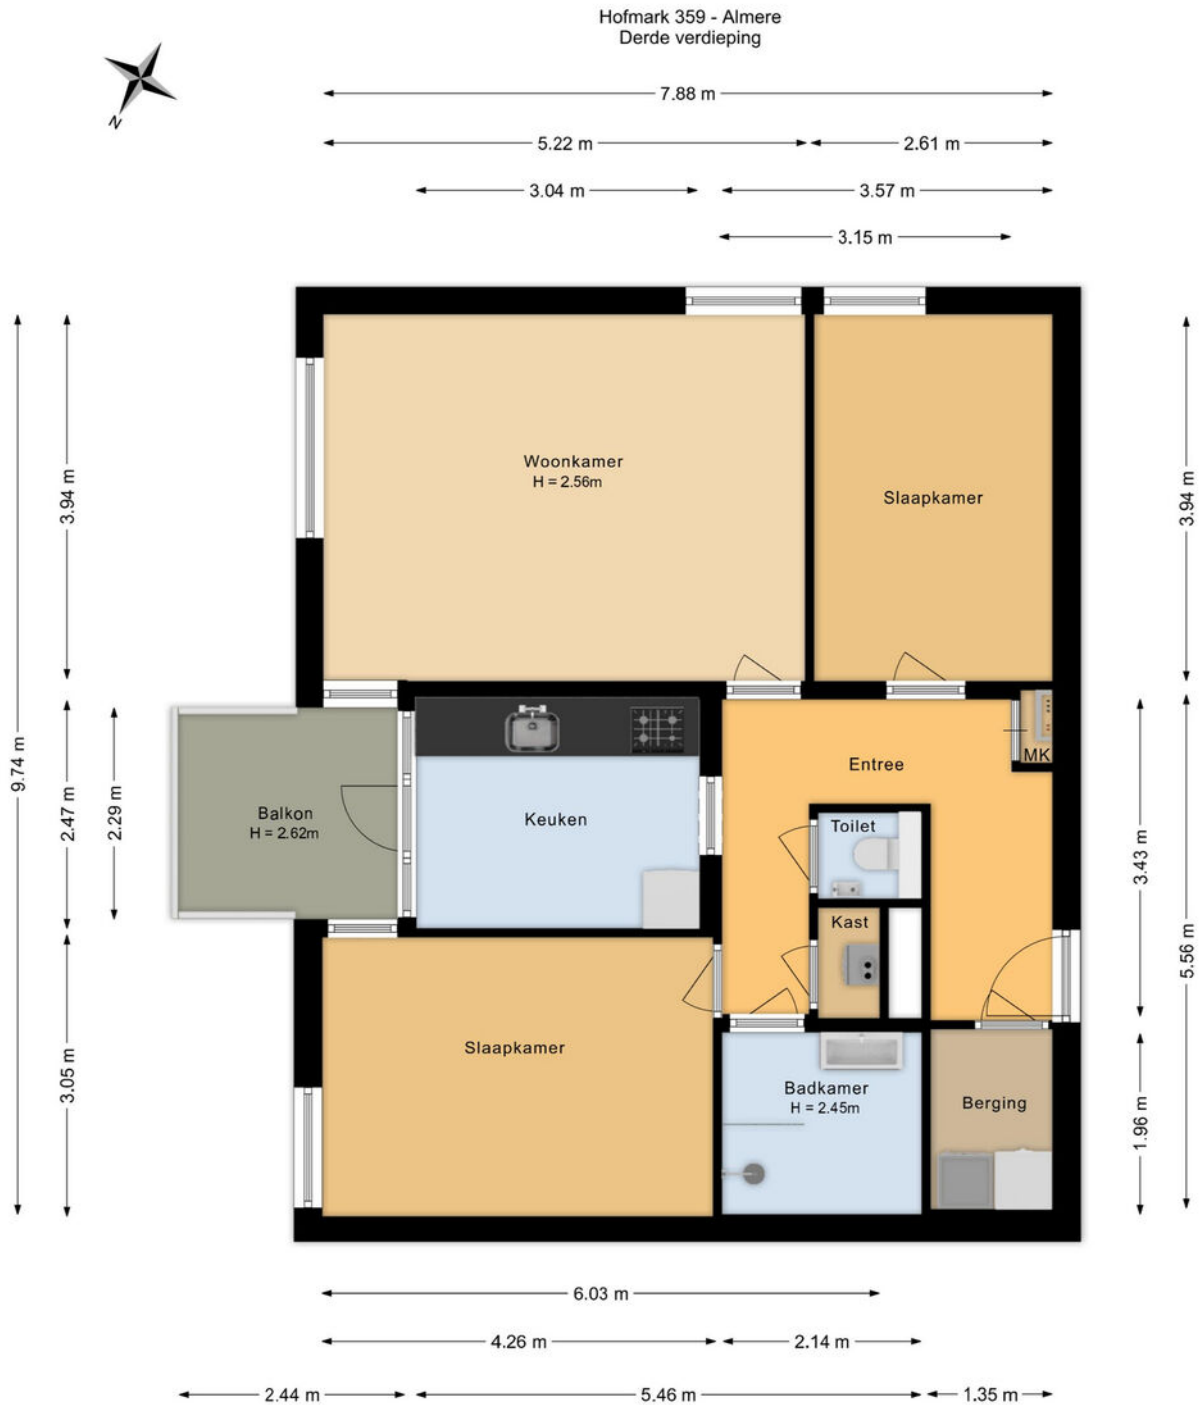 Hofmark 359 - Almere
Derde verdieping
N
7.88 m
5.22 m
2.61 m
3.04 m
3.57 m
3.15 m
9.74 m
3.94 m
2.47 m
2.29 m
3.05 m
3.94 m
3.43 m
5.56 m
1.96 m
Woonkamer
H = 2.56m
Slaapkamer
MK
Entree
Balkon
H = 2.62m
Keuken
Toilet
Kast
Slaapkamer
Badkamer
H = 2.45m
Berging
6.03 m
4.26 m
2.14 m
2.44 m
5.46 m
1.35 m